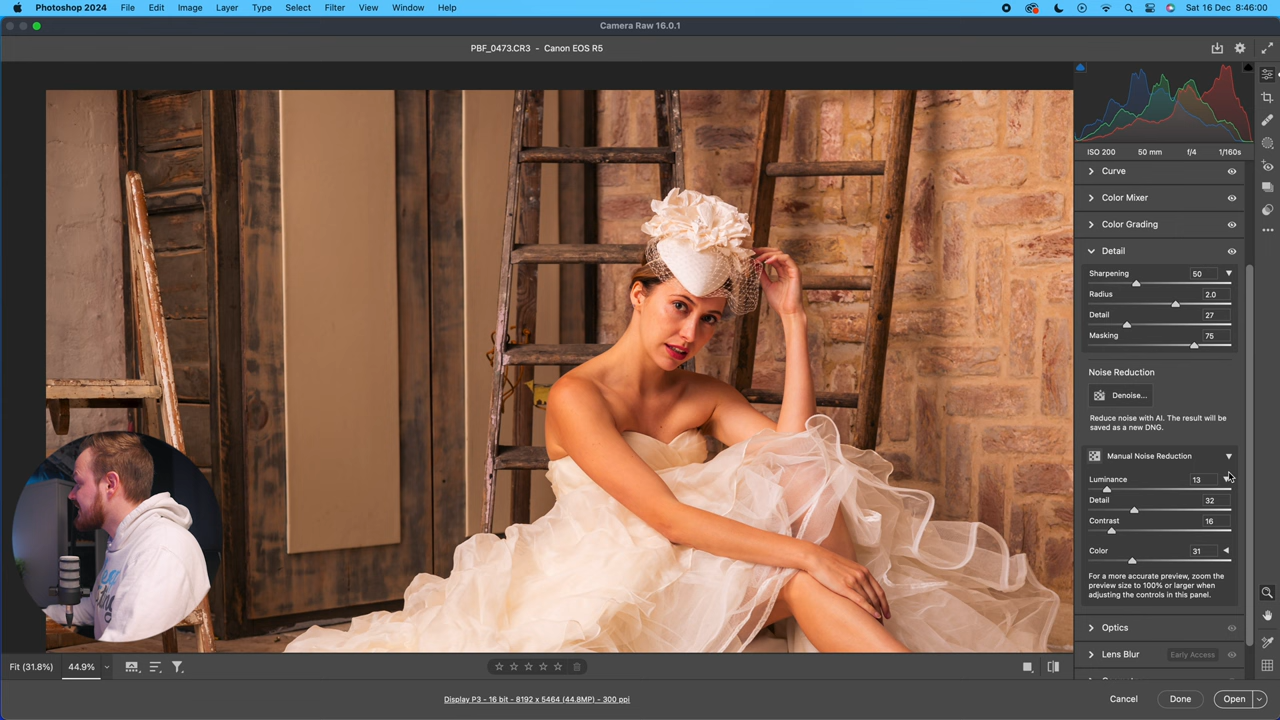 Photoshop 2024 File Edit Image Layer Type Select Filter View Window Help Sat 16 Dec 8:46:00
Camera Raw 16.0.1
PBF_0473.CR3 - Canon EOS R5
ISO 200 50 mm f/4 1/160s
Curve
Color Mixer
Color Grading
Detail
Sharpening 50
Radius 2.0
Detail 27
Masking 75
Noise Reduction
Denoise...
Reduce noise with AI. The result will be
saved as a new DNG.
Manual Noise Reduction
Luminance 13
Detail 32
Contrast 16
Color 31
For a more accurate preview, zoom the
preview size to 100% or larger when
adjusting the controls in this panel.
Optics
Lens Blur Early Access
Fit (31.8%) 44.9%
Display P3 - 16 bit - 8192 x 5464 (44.8MP) - 300 ppi
Cancel Done Open